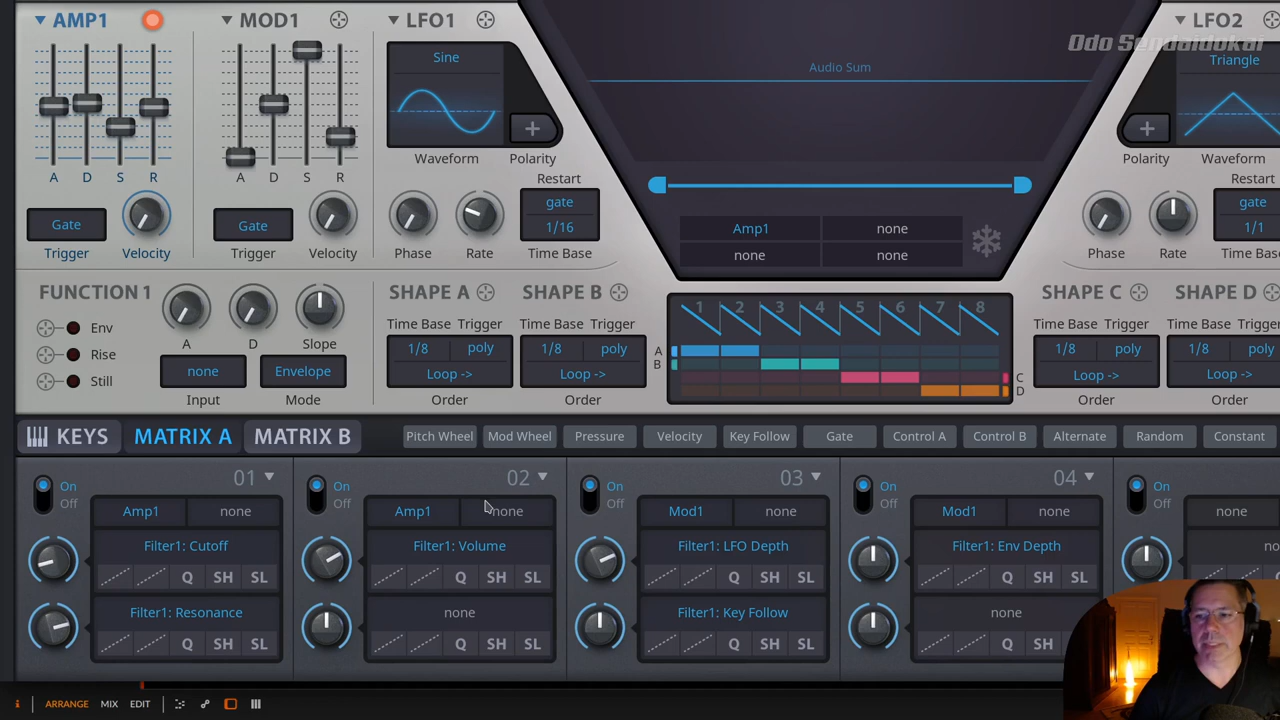 AMP1 MOD1 LFO1 LFO2
Odo Sendaidokai
Sine Audio Sum Triangle
A D S R A D S R Waveform Polarity Polarity Waveform
Restart Restart
Gate Gate gate gate
1/16 1/1
Trigger Velocity Trigger Velocity Phase Rate Time Base Phase Rate Time Base
Amp1 none
none none
FUNCTION 1 SHAPE A SHAPE B SHAPE C SHAPE D
1 2 3 4 5 6 7 8
Env Time Base Trigger Time Base Trigger Time Base Trigger Time Base Trigger
A D Slope 1/8 poly 1/8 poly A B C D 1/8 poly 1/8 poly
Rise none Envelope Loop -> Loop -> Loop -> Loop ->
Still Input Mode Order Order Order Order
KEYS MATRIX A MATRIX B Pitch Wheel Mod Wheel Pressure Velocity Key Follow Gate Control A Control B Alternate Random Constant
01 02 03 04
On On On On On
Off Off Off Off Off
Amp1 none Amp1 none Mod1 none Mod1 none none
Filter1: Cutoff Filter1: Volume Filter1: LFO Depth Filter1: Env Depth
Q SH SL Q SH SL Q SH SL Q SH SL
Filter1: Resonance none Filter1: Key Follow none
Q SH SL Q SH SL Q SH SL Q
i ARRANGE MIX EDIT